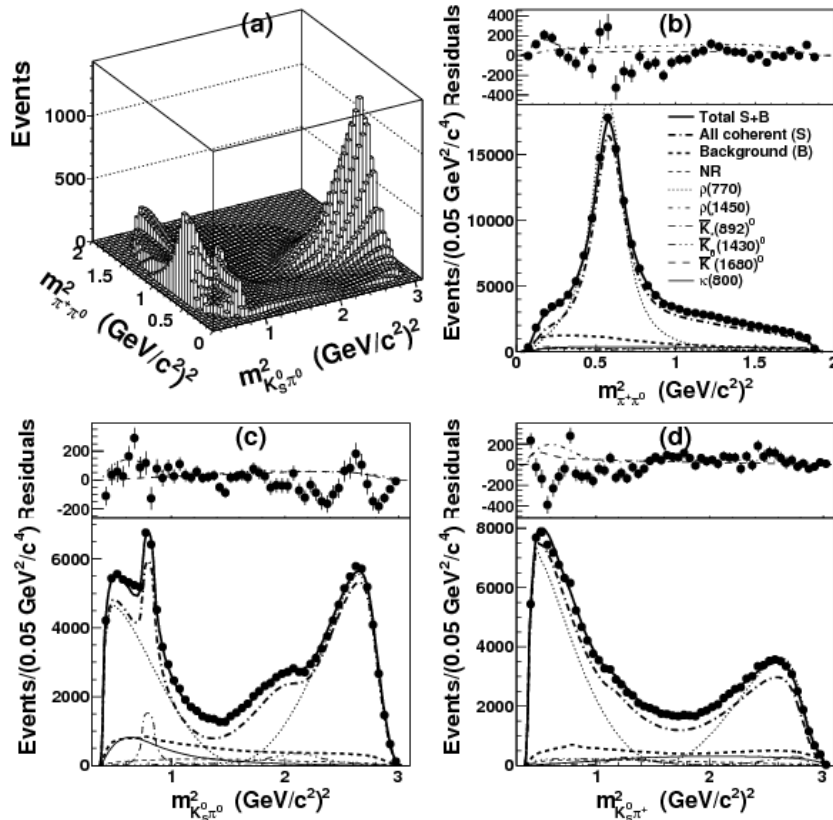 (a)
Events
1000
500
0
2
1.5
1
0.5
0
m²π⁺π⁰ (GeV/c²)²
1
2
3
m²K⁰Sπ⁰ (GeV/c²)²
(b)
Residuals
400
200
0
-200
-400
Events/(0.05 GeV²/c⁴)
15000
10000
5000
0
Total S+B
All coherent (S)
Background (B)
NR
ρ(770)
ρ(1450)
K̅*(892)⁰
K̅₀(1430)⁰
K̅ (1680)⁰
κ(800)
0
0.5
1
1.5
2
m²π⁺π⁰ (GeV/c²)²
(c)
Residuals
200
0
-200
Events/(0.05 GeV²/c⁴)
6000
4000
2000
0
1
2
3
m²K⁰Sπ⁰ (GeV/c²)²
(d)
Residuals
200
0
-200
-400
Events/(0.05 GeV²/c⁴)
8000
6000
4000
2000
0
1
2
3
m²K⁰Sπ⁺ (GeV/c²)²